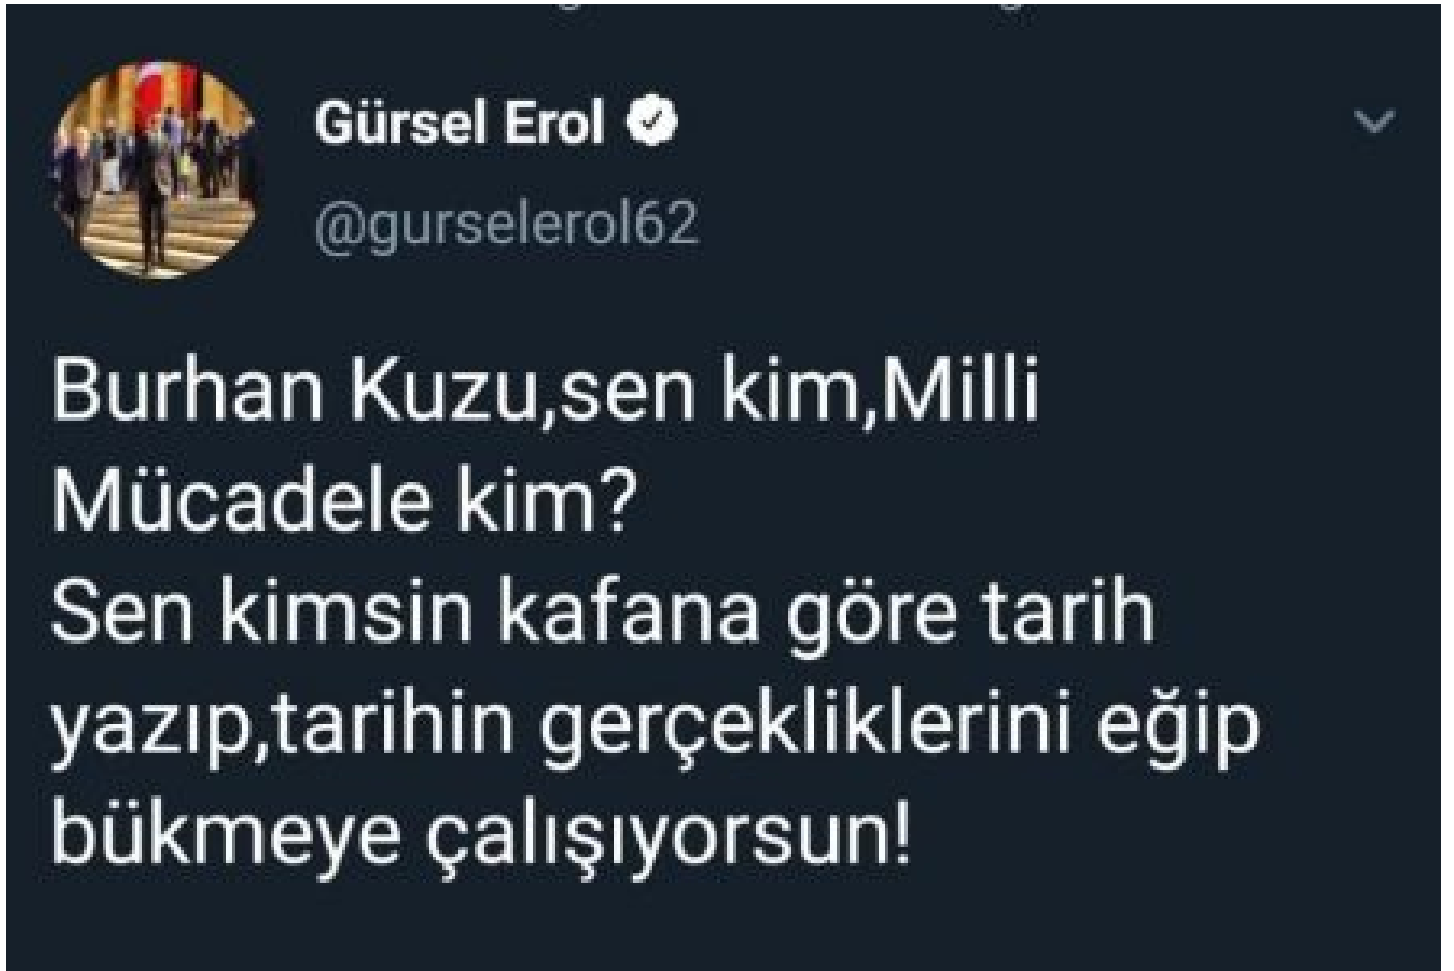 Gürsel Erol
@gurselerol62
Burhan Kuzu,sen kim,Milli
Mücadele kim?
Sen kimsin kafana göre tarih
yazıp,tarihin gerçekliklerini eğip
bükmeye çalışıyorsun!